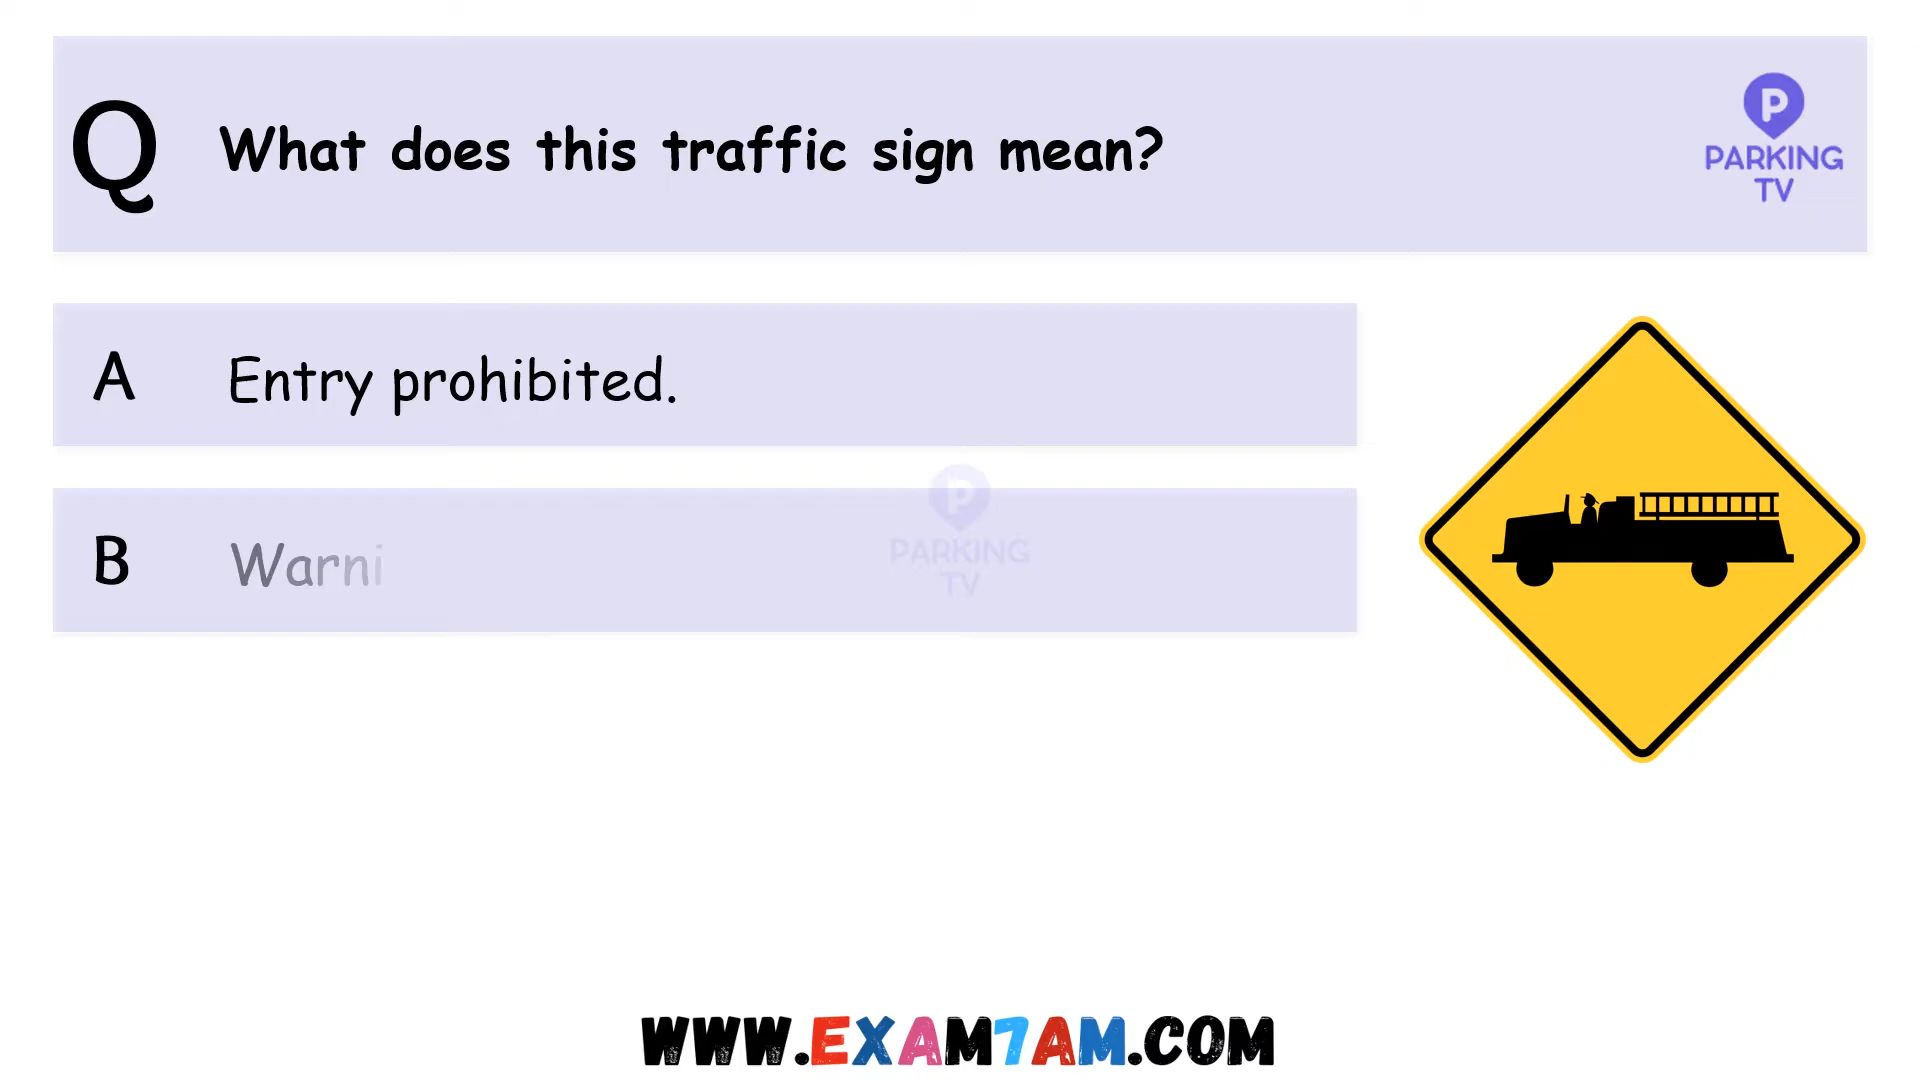 Q What does this traffic sign mean?
P
PARKING
TV
A Entry prohibited.
B Warni
P
PARKING
TV
WWW.EXAM7AM.COM